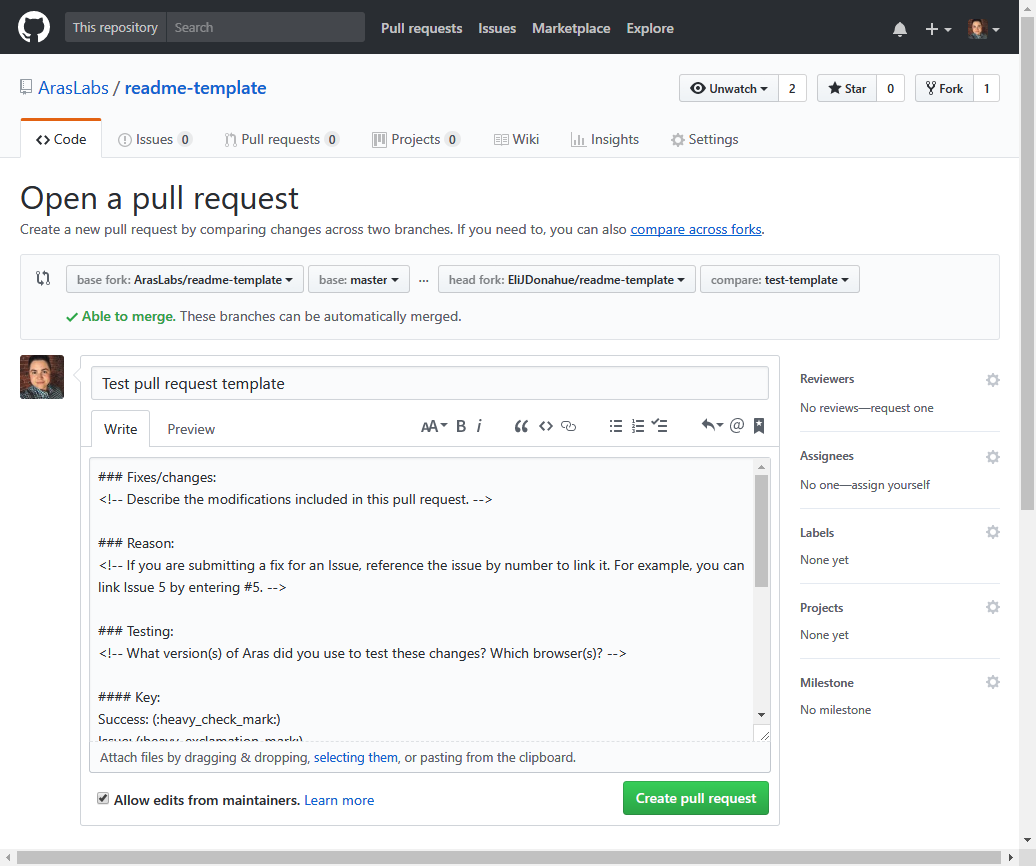 This repository Search Pull requests Issues Marketplace Explore
ArasLabs / readme-template Unwatch 2 Star 0 Fork 1
Code Issues 0 Pull requests 0 Projects 0 Wiki Insights Settings
Open a pull request
Create a new pull request by comparing changes across two branches. If you need to, you can also compare across forks.
base fork: ArasLabs/readme-template base: master ... head fork: EliJDonahue/readme-template compare: test-template
Able to merge. These branches can be automatically merged.
Test pull request template
Write Preview AA B i @
### Fixes/changes:
<!-- Describe the modifications included in this pull request. -->
### Reason:
<!-- If you are submitting a fix for an Issue, reference the issue by number to link it. For example, you can
link Issue 5 by entering #5. -->
### Testing:
<!-- What version(s) of Aras did you use to test these changes? Which browser(s)? -->
#### Key:
Success: (:heavy_check_mark:)
Issue: (:heavy_exclamation_mark:)
Attach files by dragging & dropping, selecting them, or pasting from the clipboard.
Allow edits from maintainers. Learn more
Create pull request
Reviewers
No reviews—request one
Assignees
No one—assign yourself
Labels
None yet
Projects
None yet
Milestone
No milestone